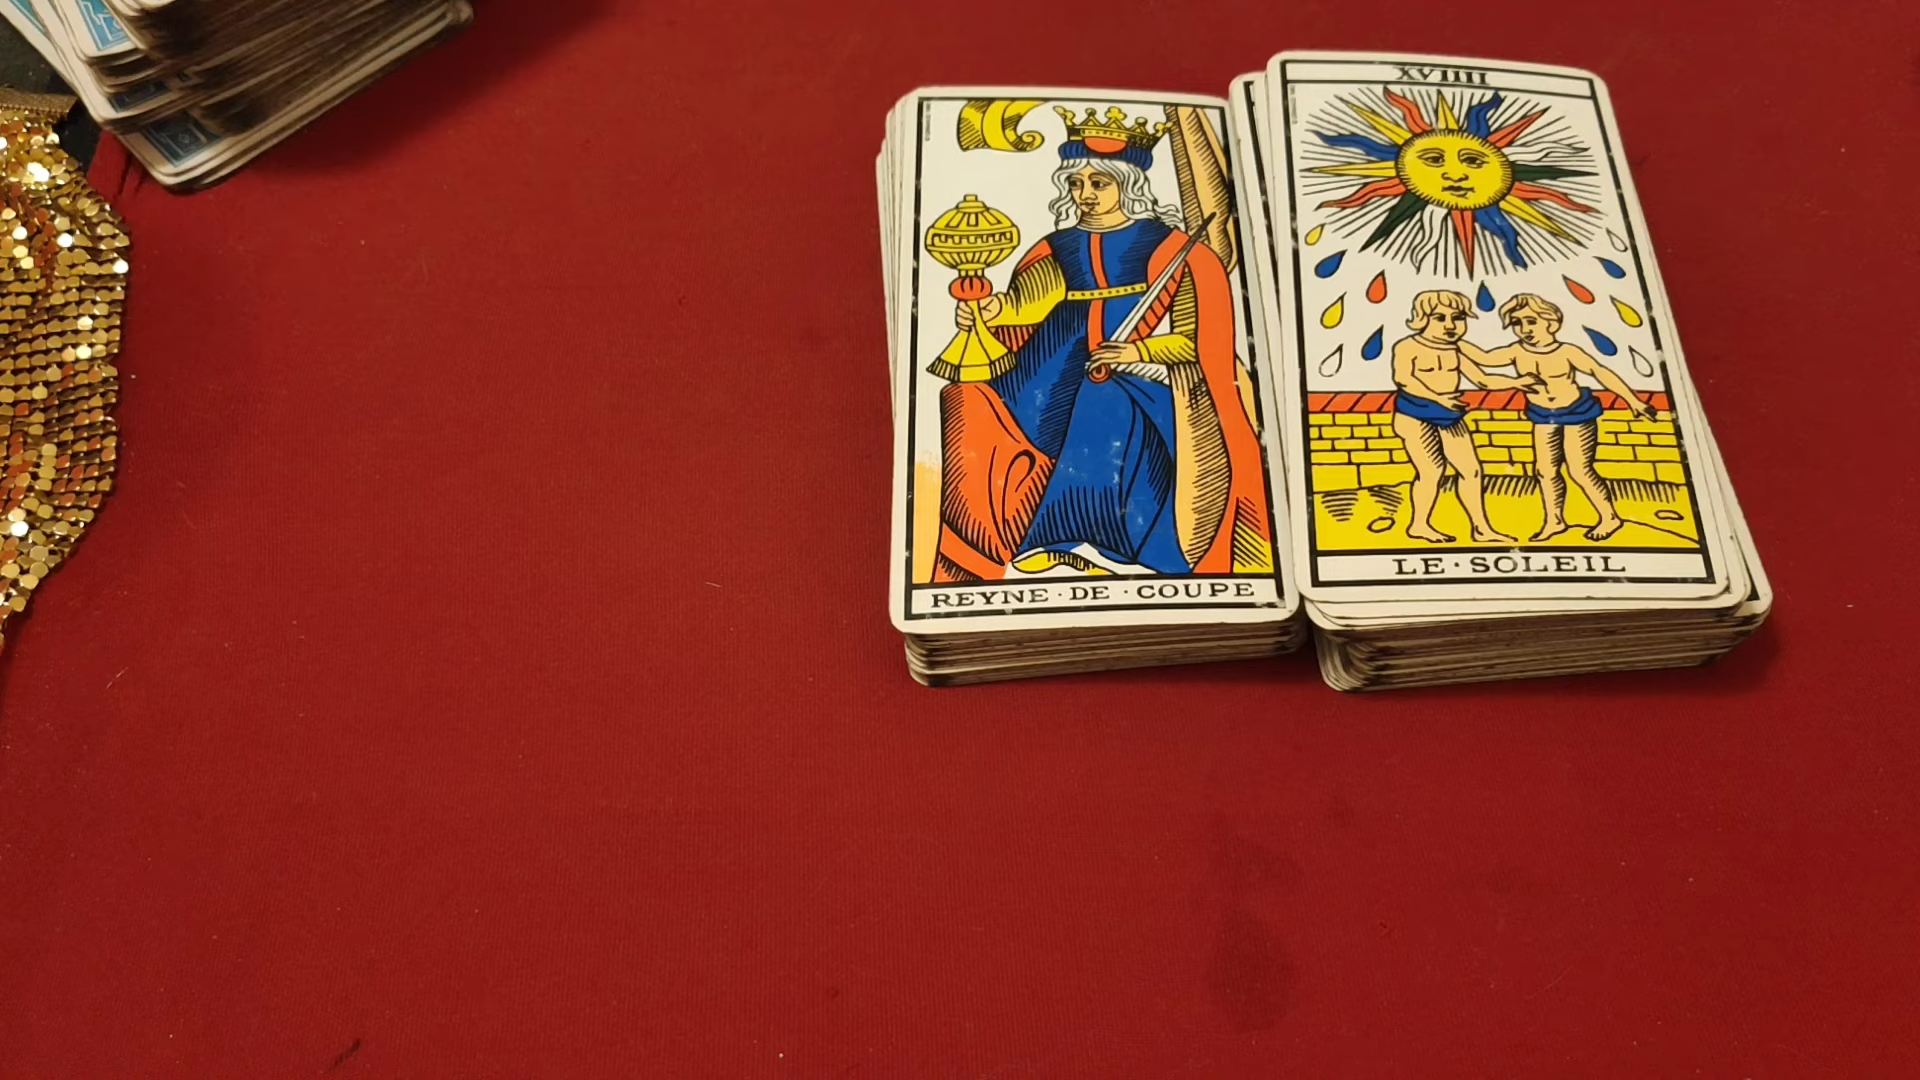 REYNE · DE · COUPE
XVIIII
LE · SOLEIL